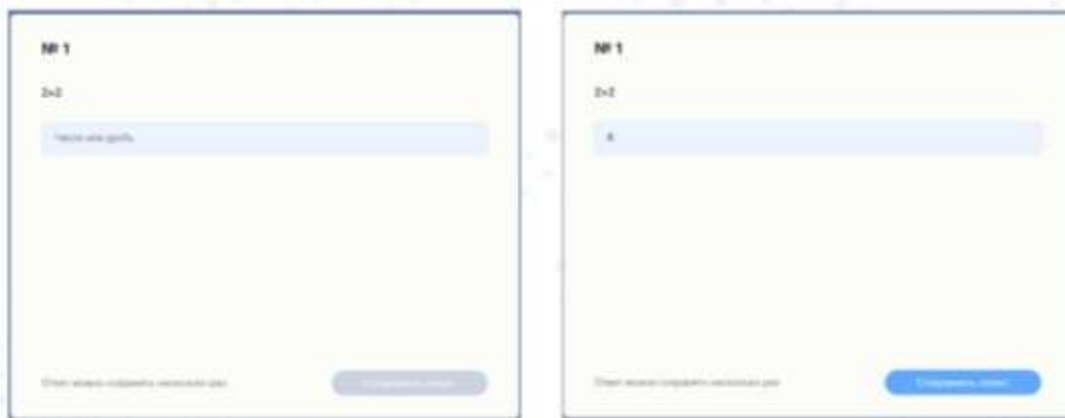 № 1
2+2
Число или дробь
Ответ можно сохранить несколько раз
Сохранить ответ
№ 1
2+2
4
Ответ можно сохранить несколько раз
Сохранить ответ